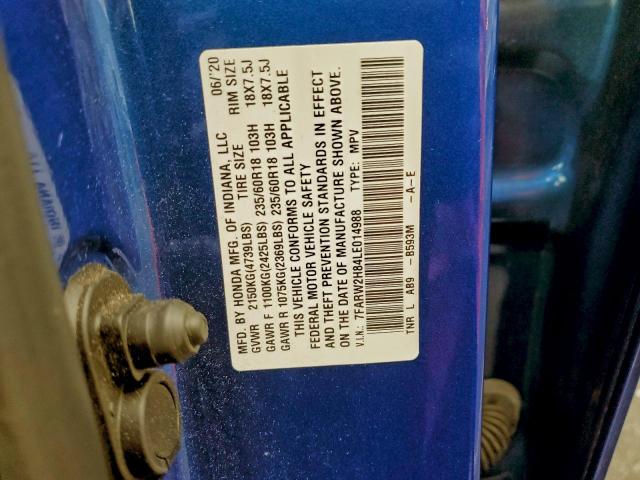 MFD. BY HONDA MFG. OF INDIANA, LLC 06/'20
GVWR 2150KG(4739LBS) TIRE SIZE RIM SIZE
GAWR F 1100KG(2425LBS) 235/60R18 103H 18X7.5J
GAWR R 1075KG(2369LBS) 235/60R18 103H 18X7.5J
THIS VEHICLE CONFORMS TO ALL APPLICABLE
FEDERAL MOTOR VEHICLE SAFETY
AND THEFT PREVENTION STANDARDS IN EFFECT
ON THE DATE OF MANUFACTURE SHOWN ABOVE.
V.I.N.: 7FARW2H84LE014988 TYPE: MPV
TNR L AB9 -B593M -A-E